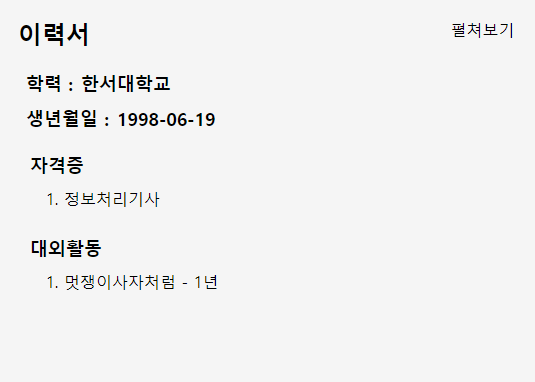 이력서
펼쳐보기
학력 : 한서대학교
생년월일 : 1998-06-19
자격증
1. 정보처리기사
대외활동
1. 멋쟁이사자처럼 - 1년